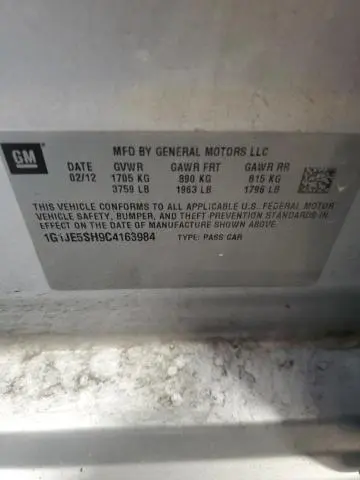 GM
MFD BY GENERAL MOTORS LLC
DATE GVWR GAWR FRT GAWR RR
02/12 1705 KG 890 KG 815 KG
3759 LB 1963 LB 1796 LB
THIS VEHICLE CONFORMS TO ALL APPLICABLE U.S. FEDERAL MOTOR
VEHICLE SAFETY, BUMPER, AND THEFT PREVENTION STANDARDS IN
EFFECT ON THE DATE OF MANUFACTURE SHOWN ABOVE.
1G1JE5SH9C4163984 TYPE: PASS CAR